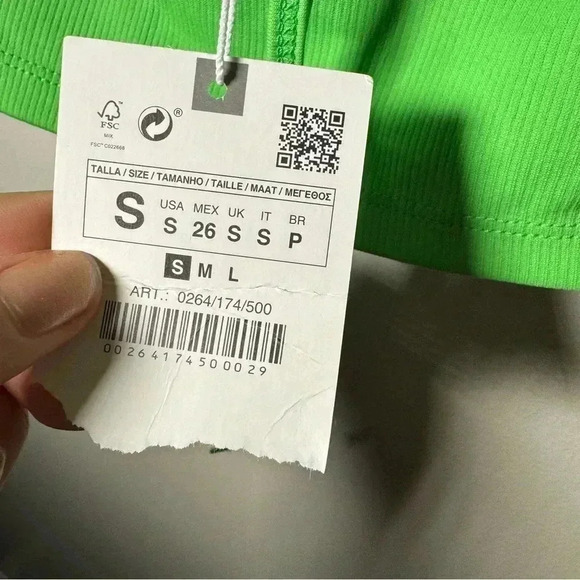 ®
FSC
MIX
FSC® C022668
TALLA / SIZE / TAMANHO / TAILLE / MAAT / ΜΕΓΕΘΟΣ
S
USA MEX UK IT BR
S 26 S S P
S M L
ART.: 0264/174/500
00264174500029